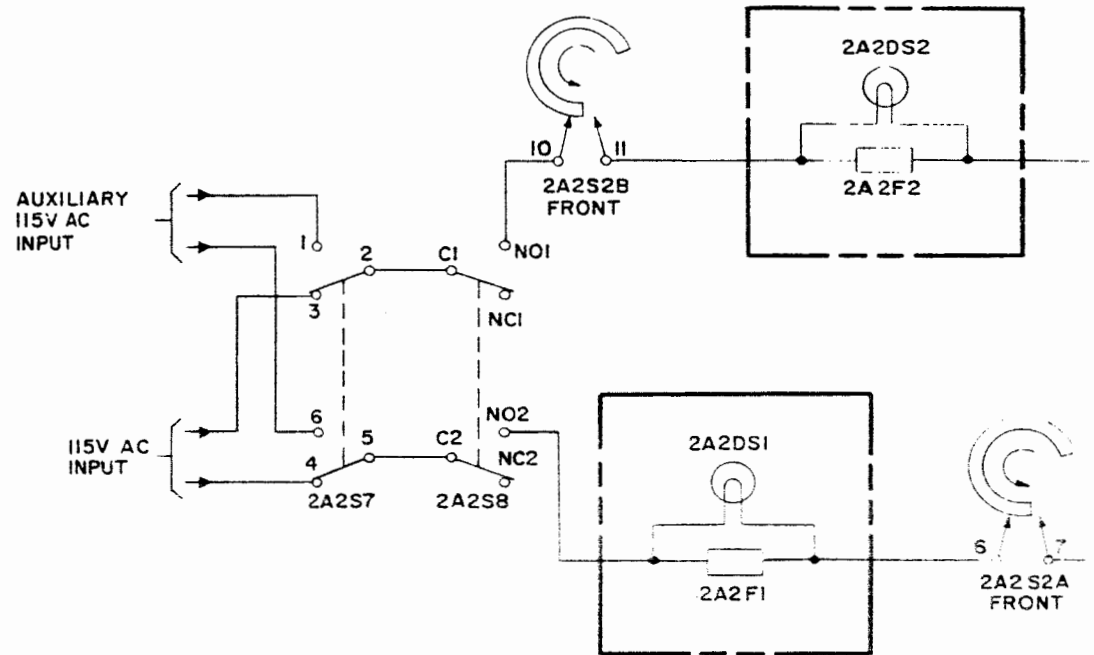 2A2DS2
10
11
2A2S2B
FRONT
2A2F2
AUXILIARY
115V AC
INPUT
1
2
C1
NO1
3
NC1
115V AC
INPUT
6
5
C2
NO2
4
NC2
2A2S7
2A2S8
2A2DS1
2A2F1
6
7
2A2S2A
FRONT